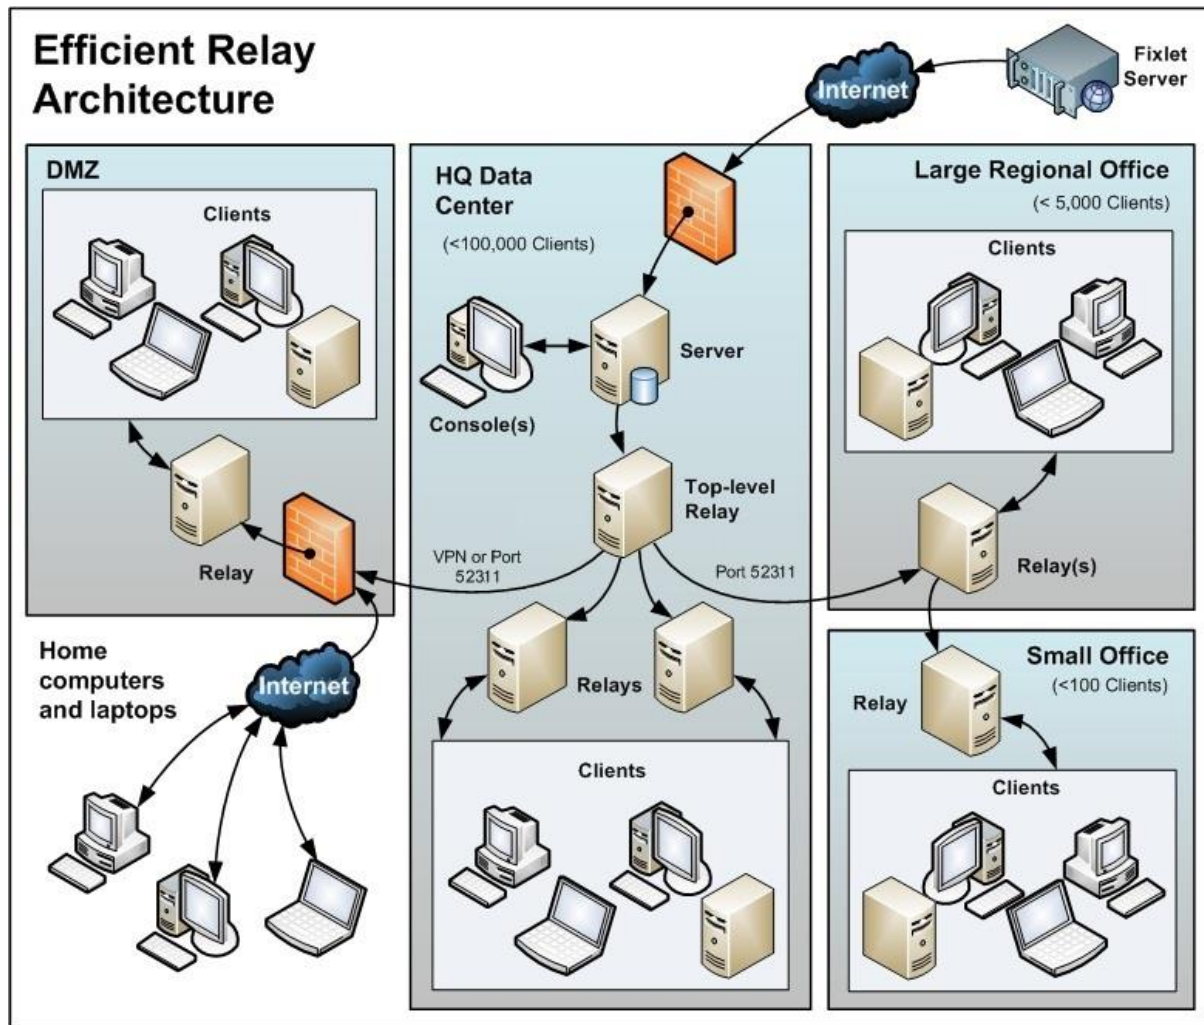 Efficient Relay
Architecture
Internet
Fixlet
Server
DMZ
Clients
Relay
HQ Data
Center
(<100,000 Clients)
Server
Console(s)
Top-level
Relay
VPN or Port
52311
Port 52311
Relays
Clients
Large Regional Office
(< 5,000 Clients)
Clients
Relay(s)
Small Office
(<100 Clients)
Relay
Clients
Home
computers
and laptops
Internet